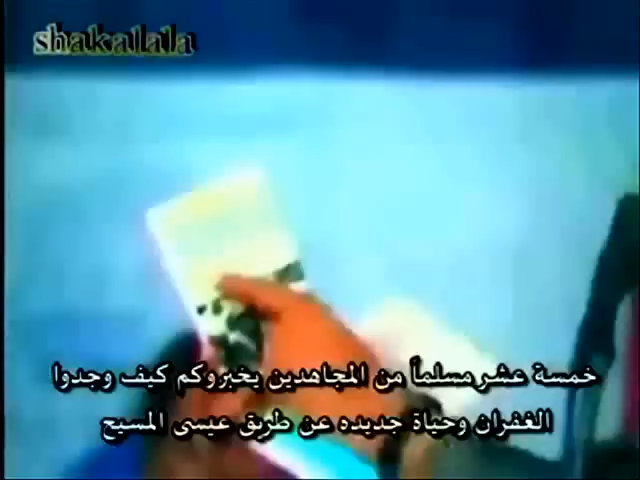 shakalala
خمسة عشر مسلماً من المجاهدين يخبروكم كيف وجدوا
الغفران وحياة جديده عن طريق عيسى المسيح